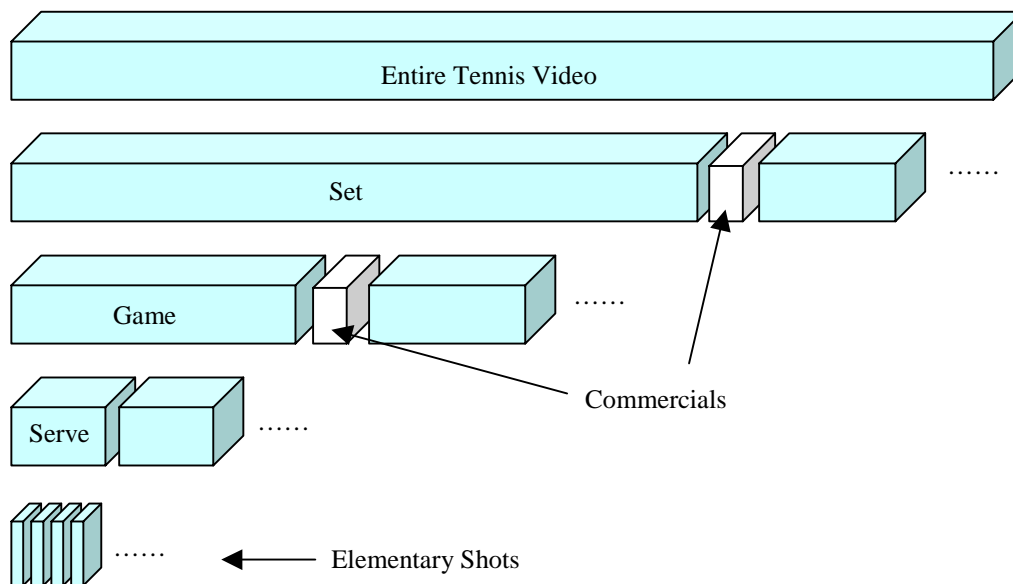 Entire Tennis Video
Set
……
Game
……
Commercials
Serve
……
……
Elementary Shots